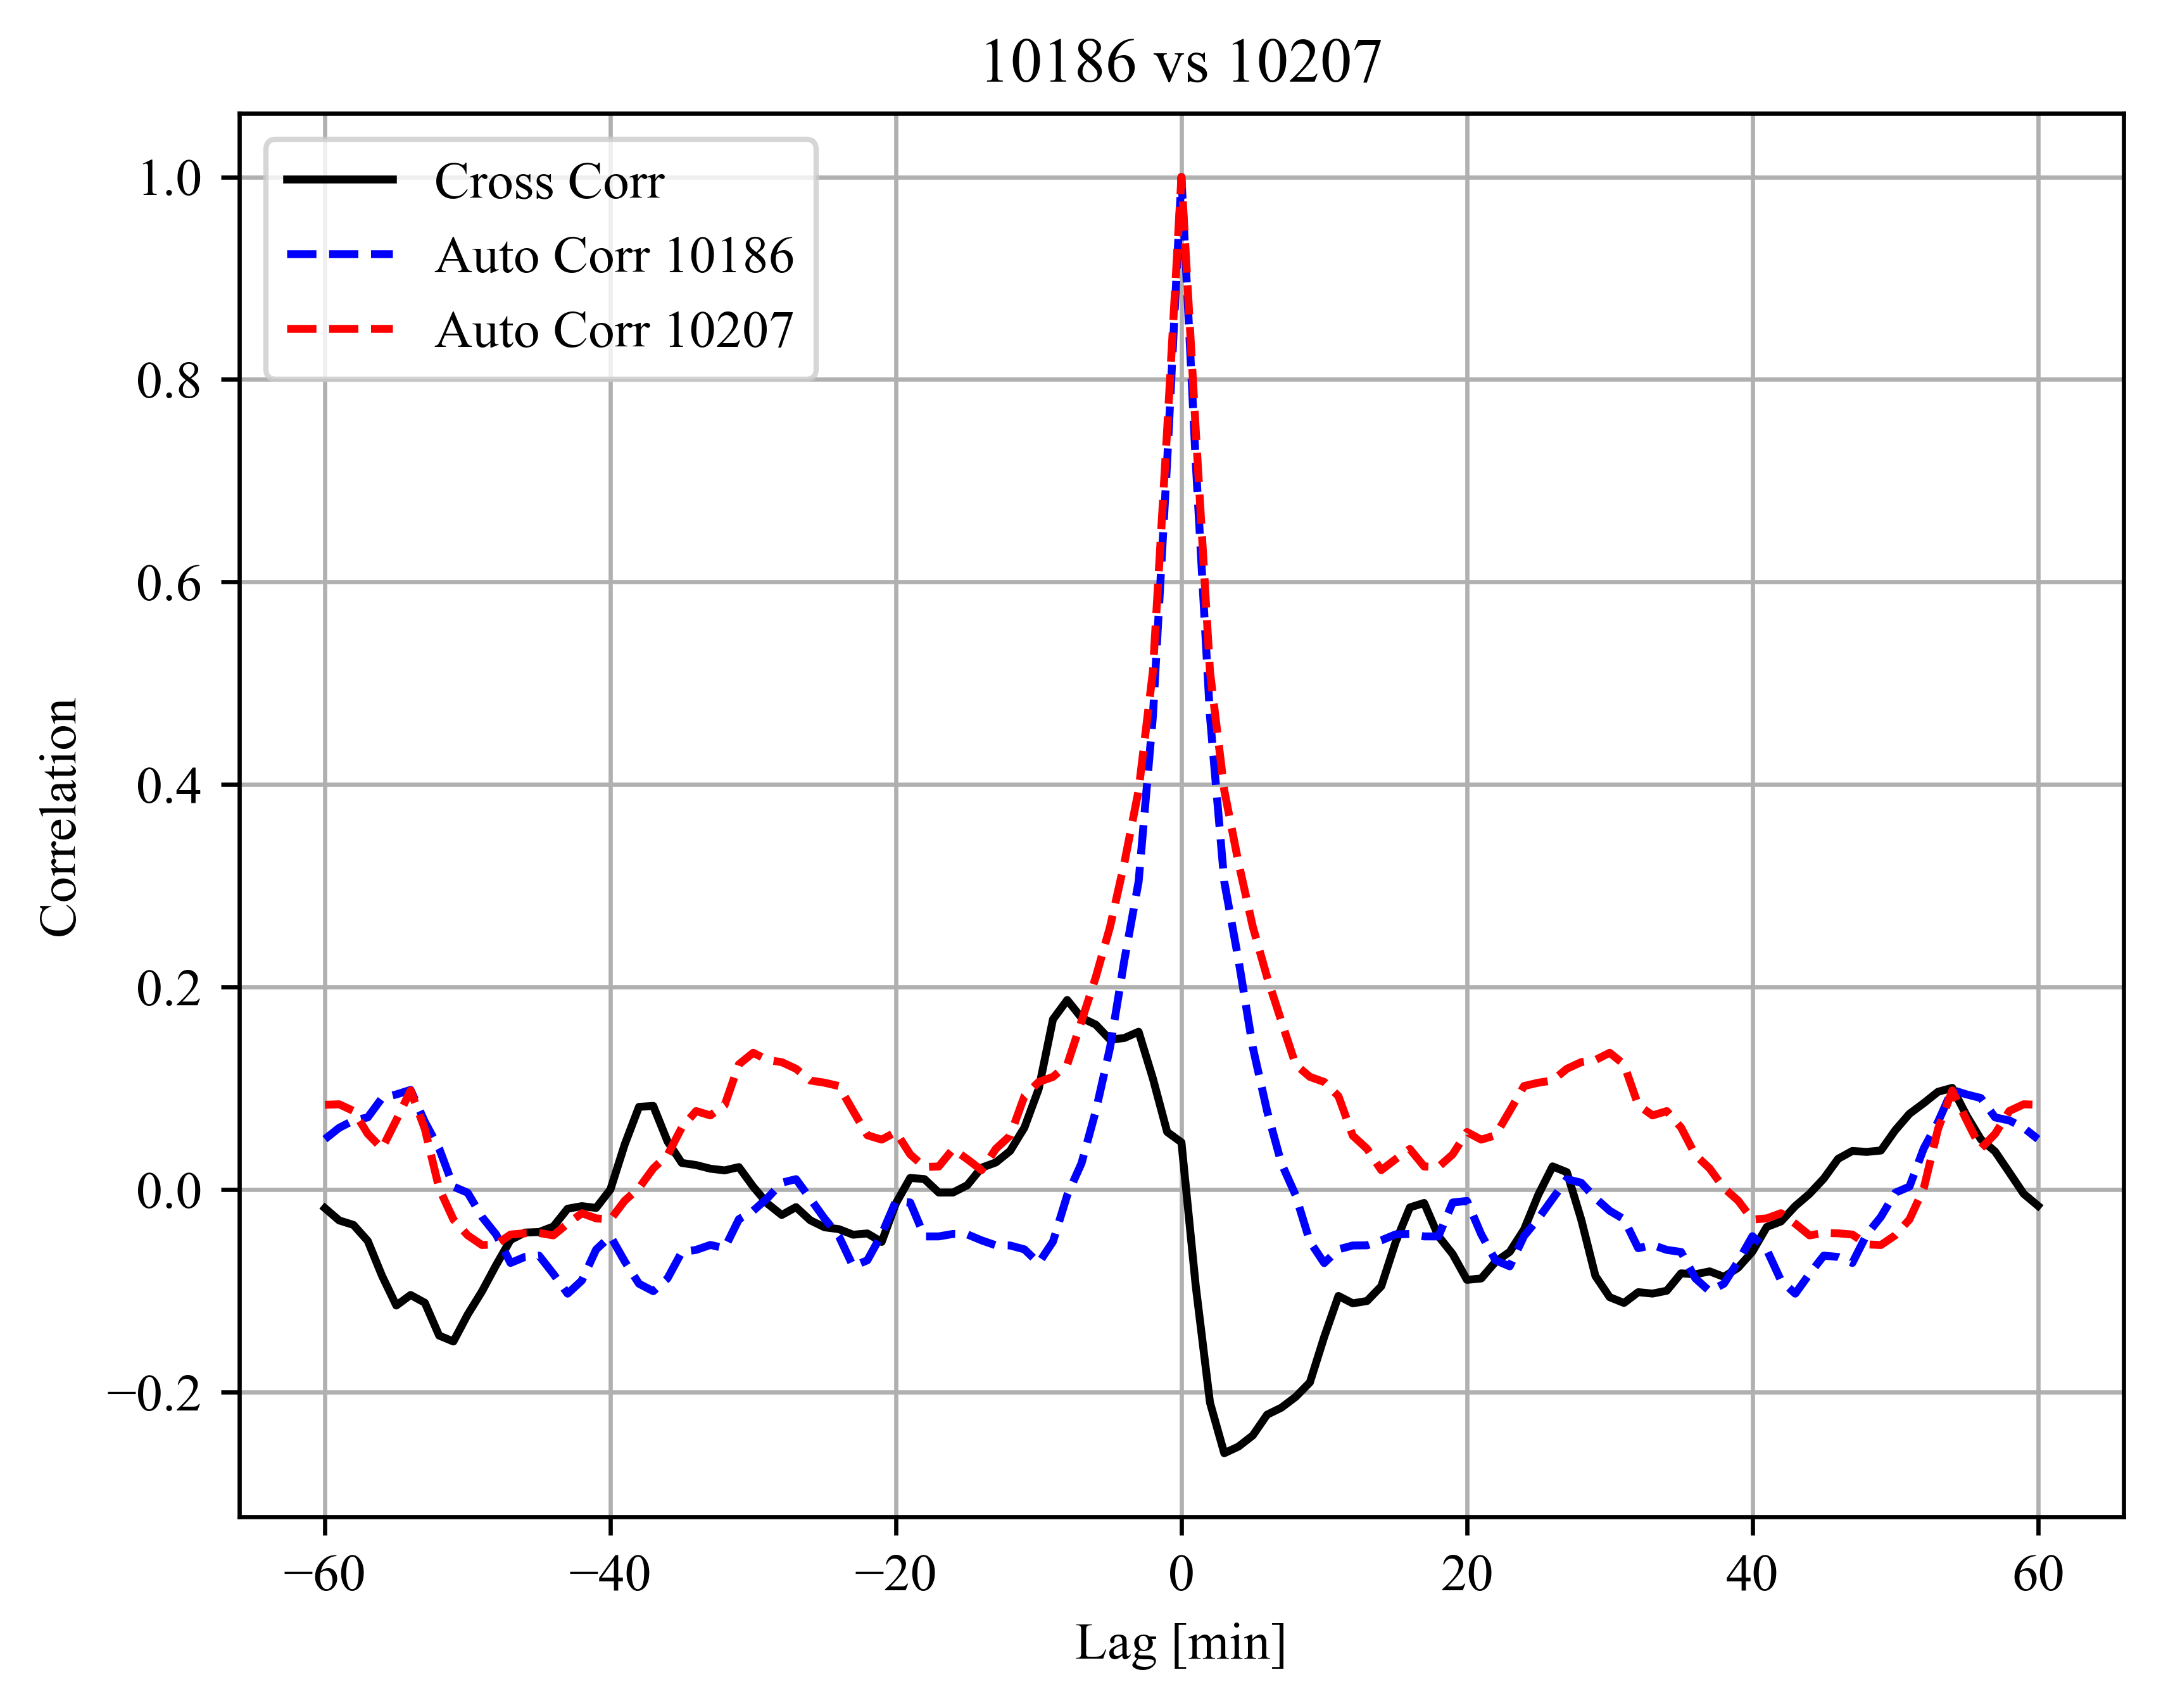 10186 vs 10207
Cross Corr
Auto Corr 10186
Auto Corr 10207
1.0
0.8
0.6
0.4
0.2
0.0
−0.2
Correlation
−60
−40
−20
0
20
40
60
Lag [min]